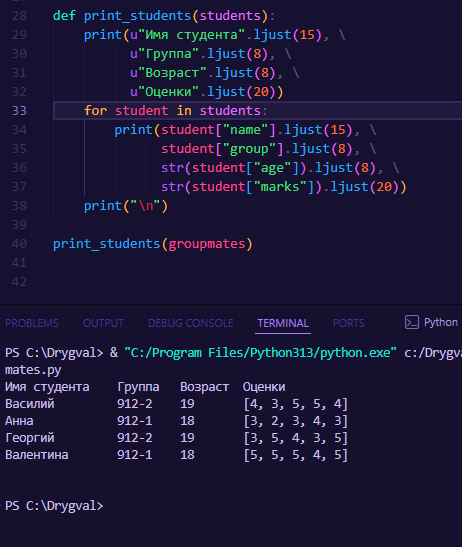 28 def print_students(students):
29     print(u"Имя студента".ljust(15), \
30           u"Группа".ljust(8), \
31           u"Возраст".ljust(8), \
32           u"Оценки".ljust(20))
33     for student in students:
34         print(student["name"].ljust(15), \
35               student["group"].ljust(8), \
36               str(student["age"]).ljust(8), \
37               str(student["marks"]).ljust(20))
38     print("\n")
39
40 print_students(groupmates)
41
42
PROBLEMS OUTPUT DEBUG CONSOLE TERMINAL PORTS Python
PS C:\Drygval> & "C:/Program Files/Python313/python.exe" c:/Drygva
mates.py
Имя студента    Группа   Возраст  Оценки
Василий         912-2    19       [4, 3, 5, 5, 4]
Анна            912-1    18       [3, 2, 3, 4, 3]
Георгий         912-2    19       [3, 5, 4, 3, 5]
Валентина       912-1    18       [5, 5, 5, 4, 5]
PS C:\Drygval>